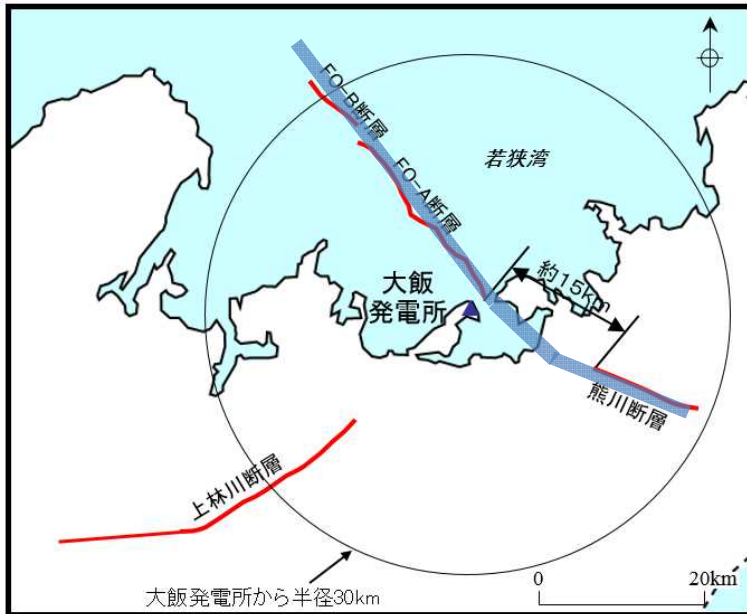 FO-B断層
FO-A断層
若狭湾
大飯
発電所
約15km
熊川断層
上林川断層
大飯発電所から半径30km
0
20km